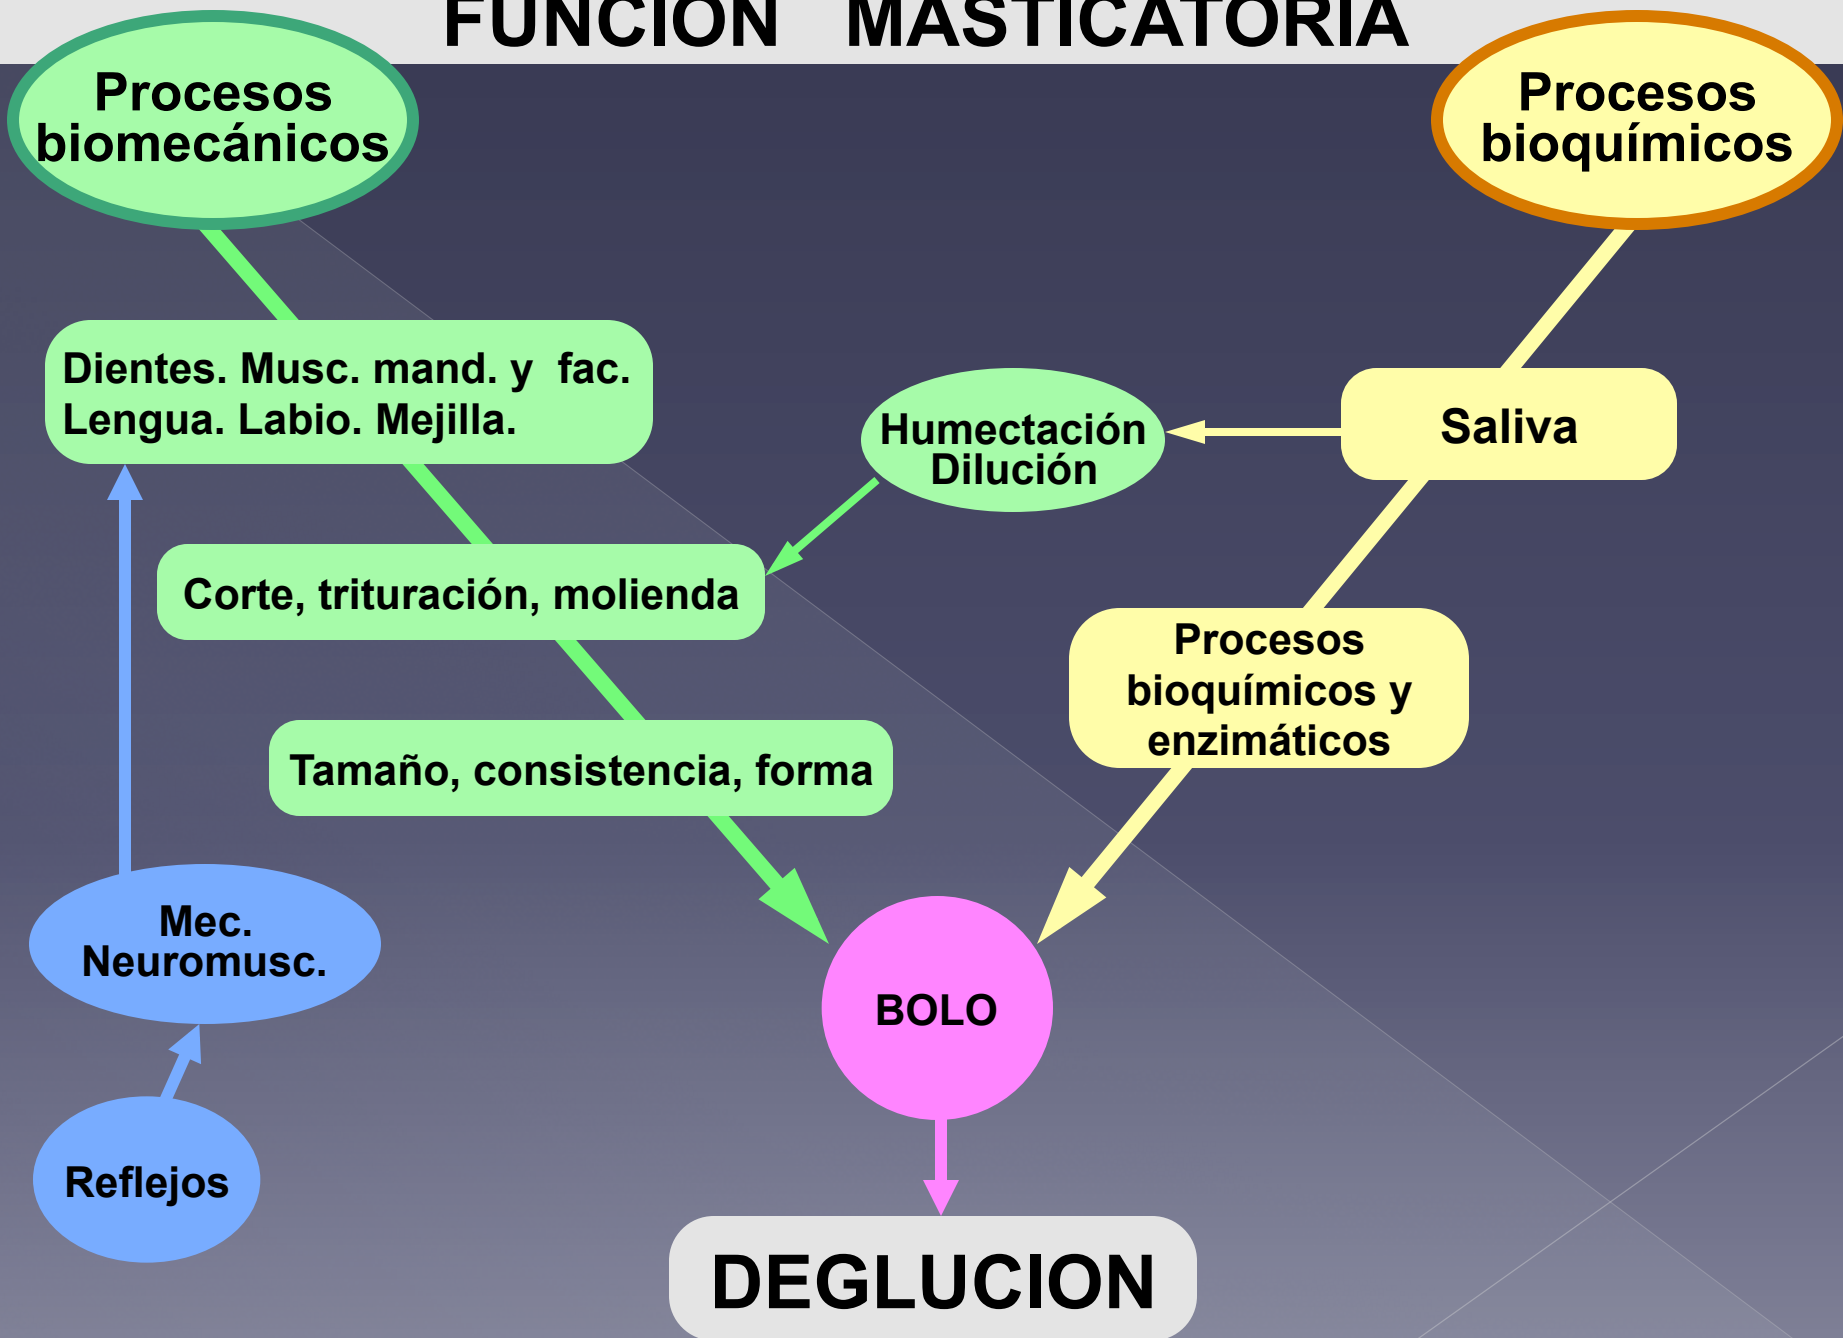 FUNCION MASTICATORIA
Procesos
biomecánicos
Procesos
bioquímicos
Dientes. Musc. mand. y fac.
Lengua. Labio. Mejilla.
Humectación
Dilución
Saliva
Corte, trituración, molienda
Procesos
bioquímicos y
enzimáticos
Tamaño, consistencia, forma
Mec.
Neuromusc.
BOLO
Reflejos
DEGLUCION